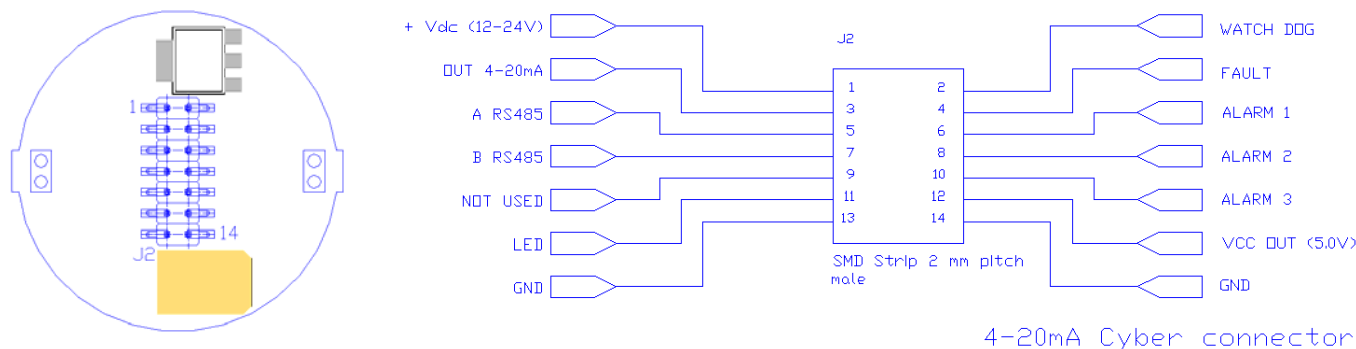 1
14
J2
+ Vdc (12-24V)
OUT 4-20mA
A RS485
B RS485
NOT USED
LED
GND
J2
1 2
3 4
5 6
7 8
9 10
11 12
13 14
SMD Strip 2 mm pitch
male
WATCH DOG
FAULT
ALARM 1
ALARM 2
ALARM 3
VCC OUT (5.0V)
GND
4-20mA Cyber connector